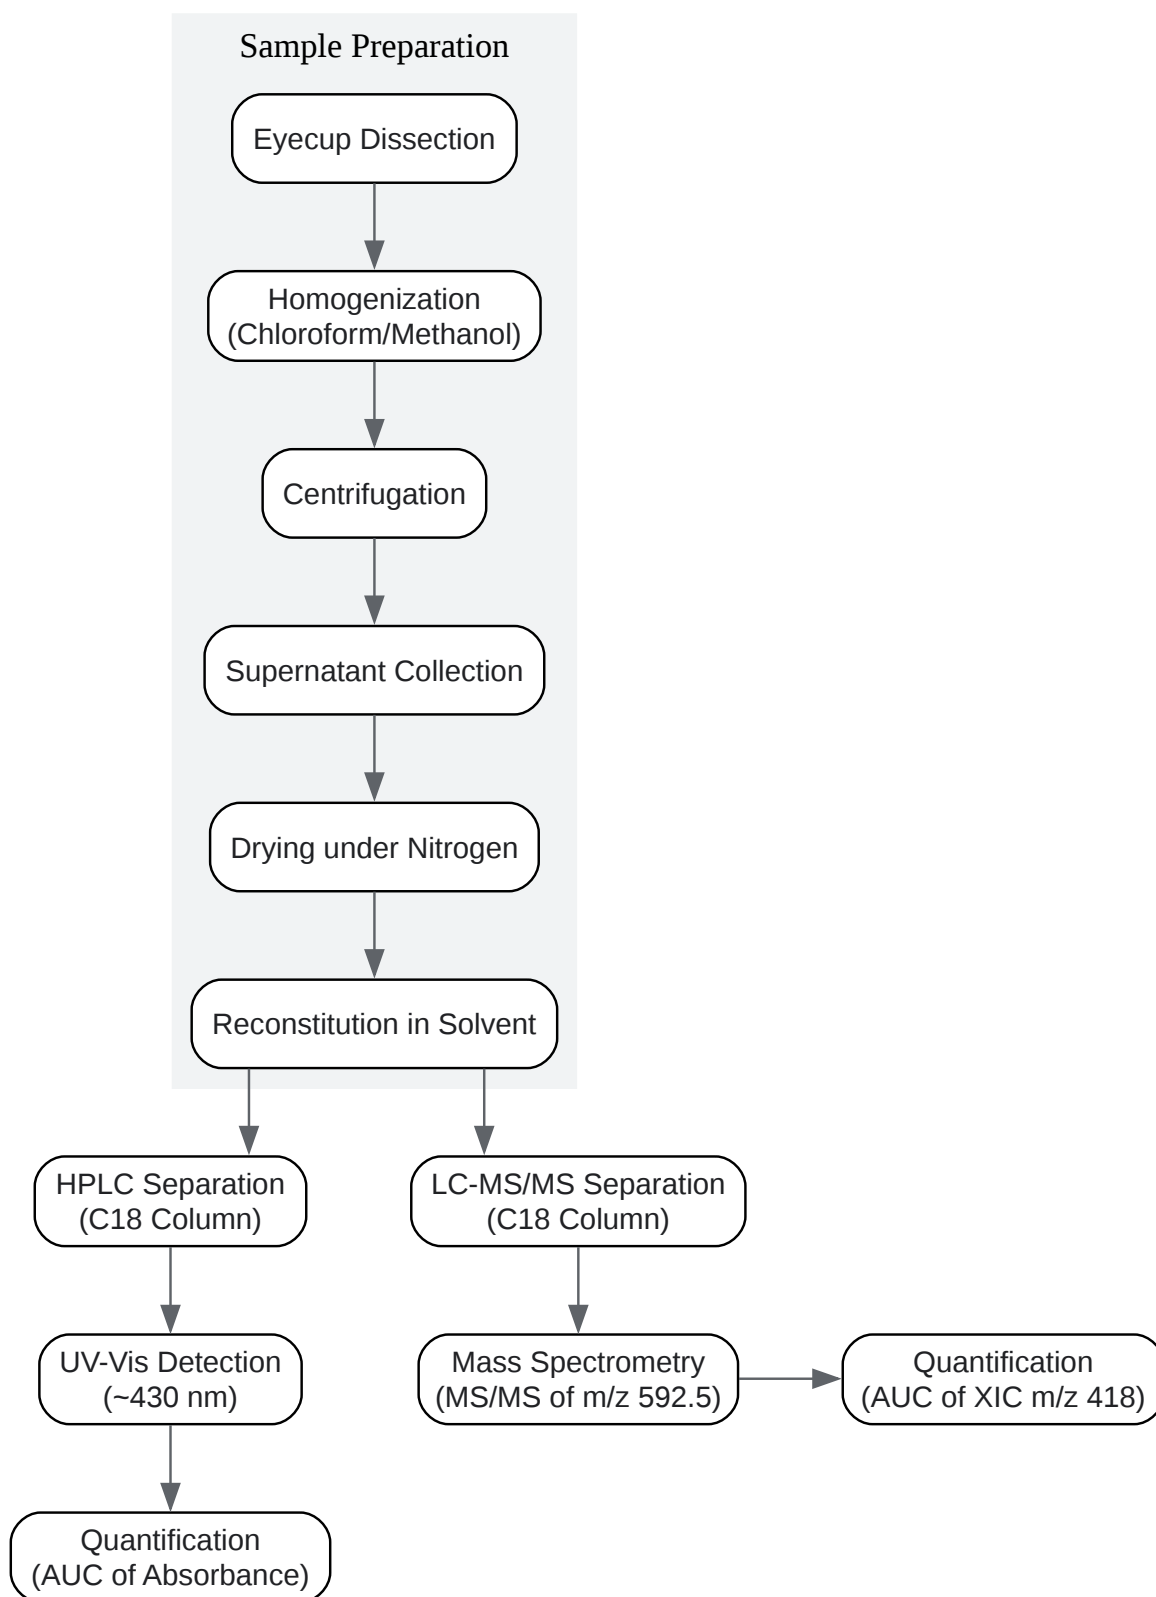 Sample Preparation
Eyecup Dissection
Homogenization
(Chloroform/Methanol)
Centrifugation
Supernatant Collection
Drying under Nitrogen
Reconstitution in Solvent
HPLC Separation
(C18 Column)
LC-MS/MS Separation
(C18 Column)
UV-Vis Detection
(~430 nm)
Mass Spectrometry
(MS/MS of m/z 592.5)
Quantification
(AUC of XIC m/z 418)
Quantification
(AUC of Absorbance)